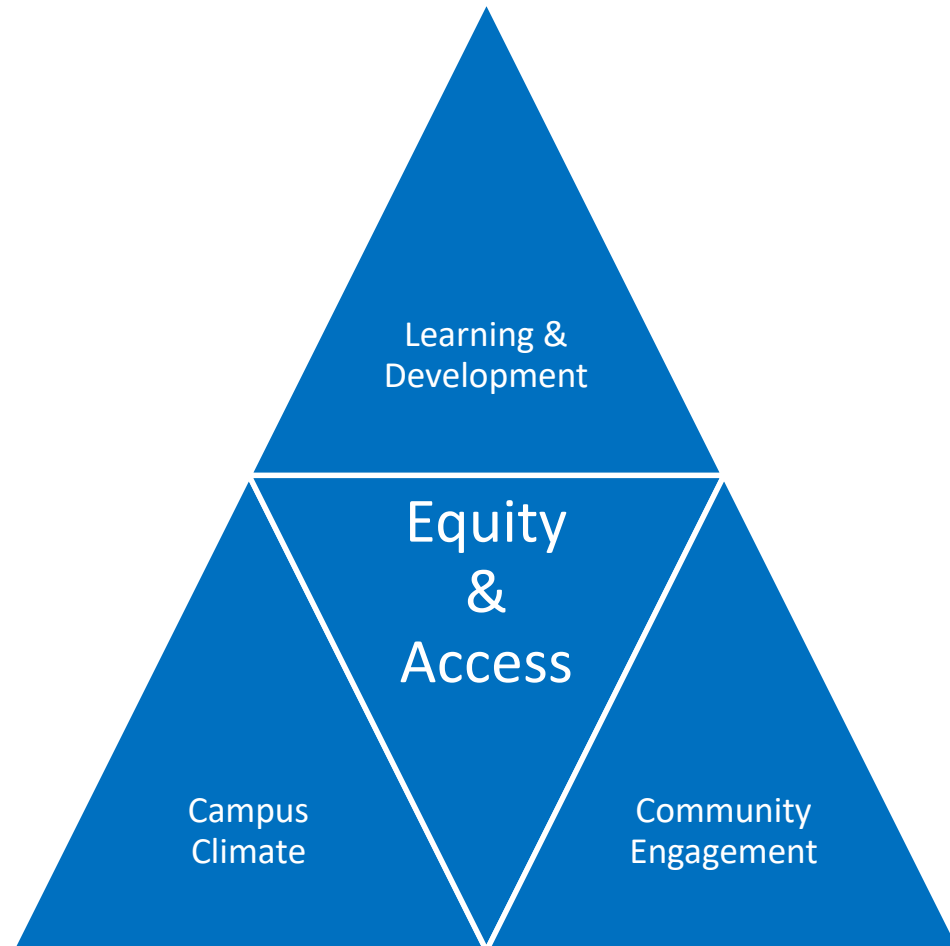 Learning &
Development
Equity
&
Access
Campus
Climate
Community
Engagement